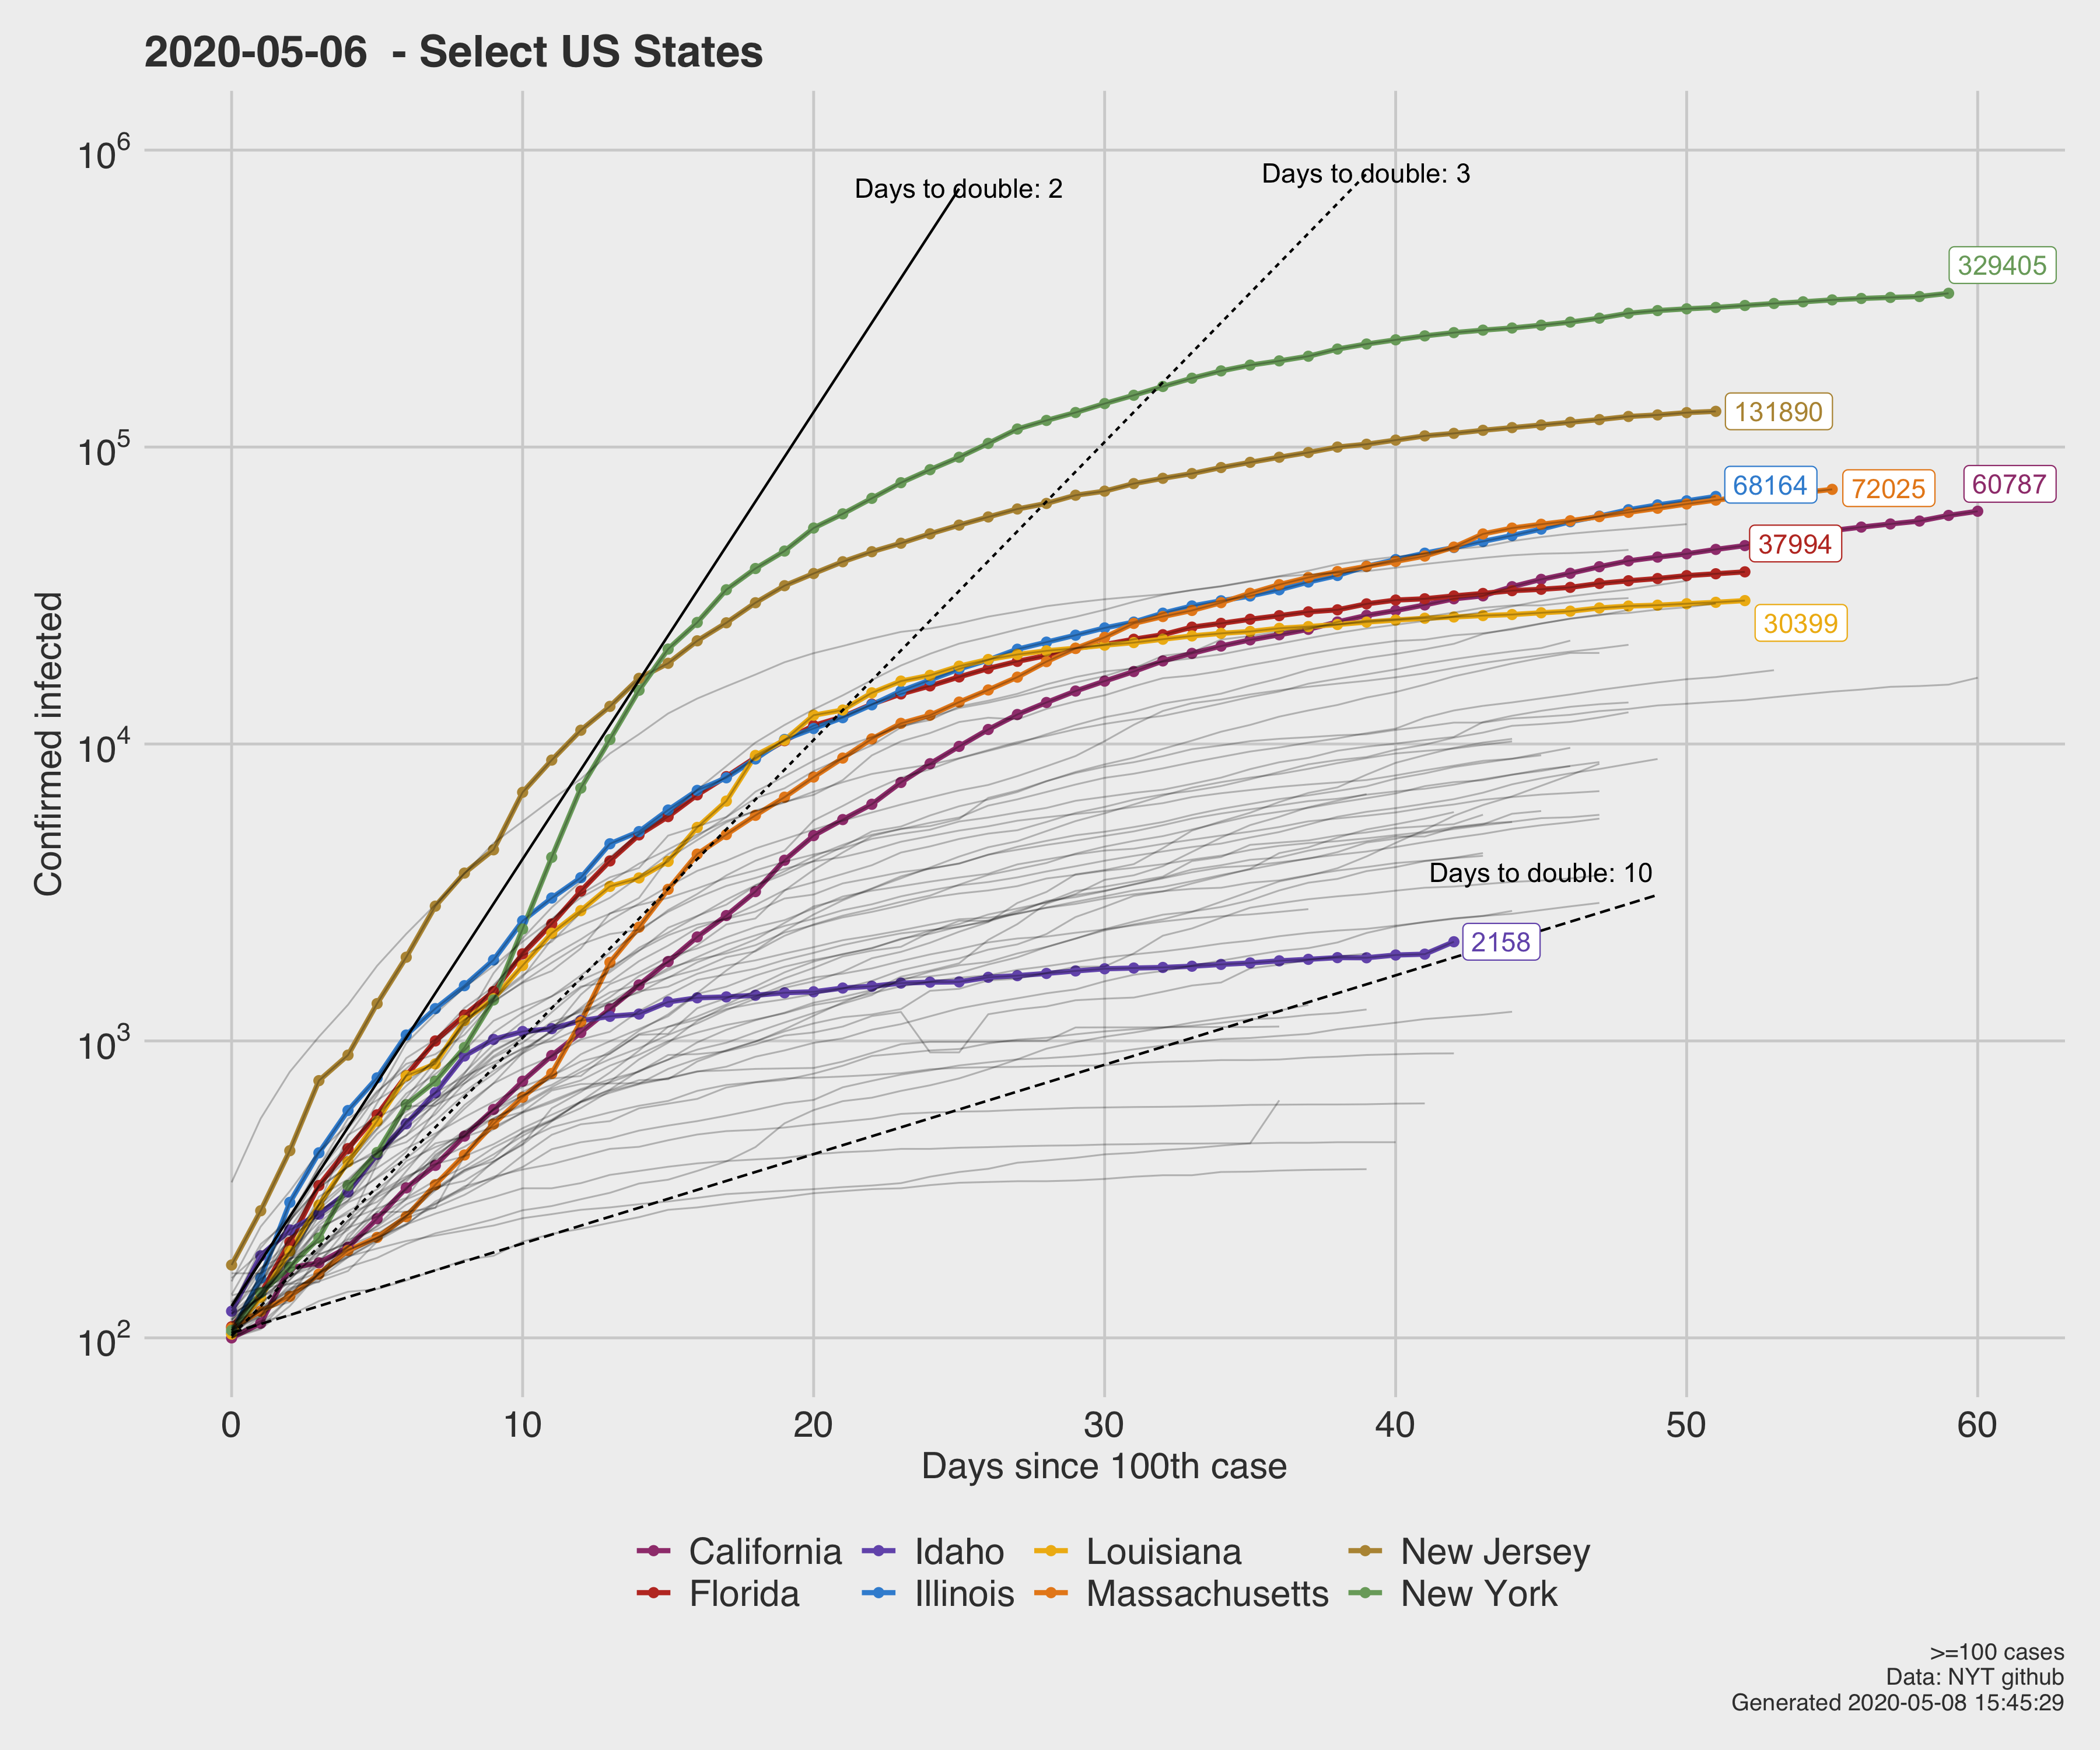 2020-05-06  - Select US States
10^6
Days to double: 3
Days to double: 2
329405
10^5
131890
68164
72025
60787
37994
30399
Confirmed infected
10^4
Days to double: 10
2158
10^3
10^2
0 10 20 30 40 50 60
Days since 100th case
California Idaho Louisiana New Jersey
Florida Illinois Massachusetts New York
>=100 cases
Data: NYT github
Generated 2020-05-08 15:45:29